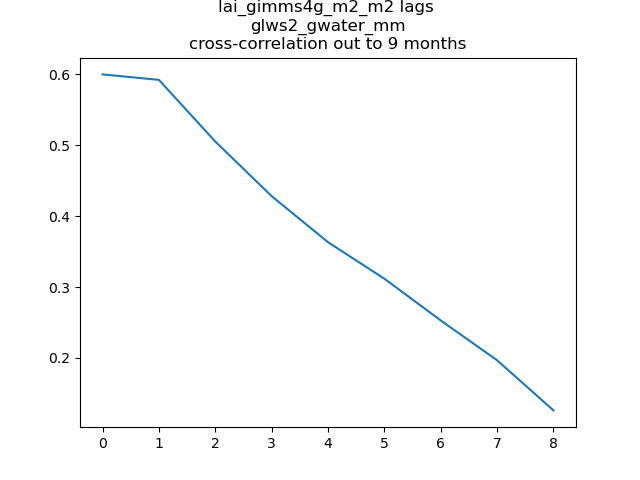 lai_gimms4g_m2_m2 lags
glws2_gwater_mm
cross-correlation out to 9 months
0.6
0.5
0.4
0.3
0.2
0 1 2 3 4 5 6 7 8